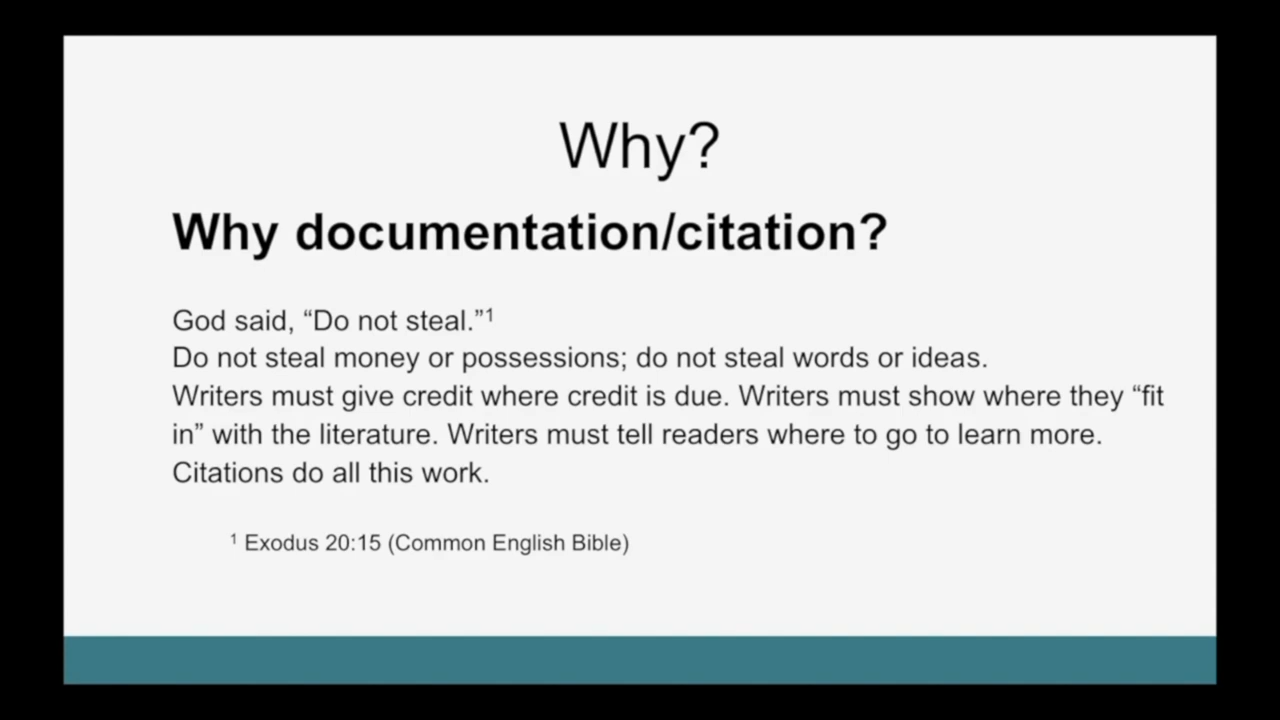 Why?
Why documentation/citation?
God said, “Do not steal.”¹
Do not steal money or possessions; do not steal words or ideas.
Writers must give credit where credit is due. Writers must show where they “fit
in” with the literature. Writers must tell readers where to go to learn more.
Citations do all this work.
¹ Exodus 20:15 (Common English Bible)